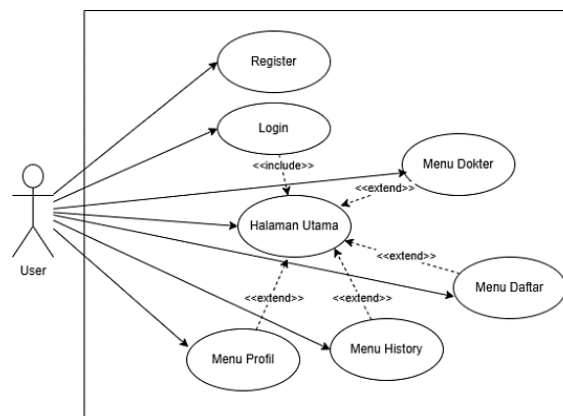 Register
Login
<<include>>
Menu Dokter
<<extend>>
Halaman Utama
User
Menu Daftar
<<extend>>
<<extend>>
<<extend>>
Menu Profil
Menu History